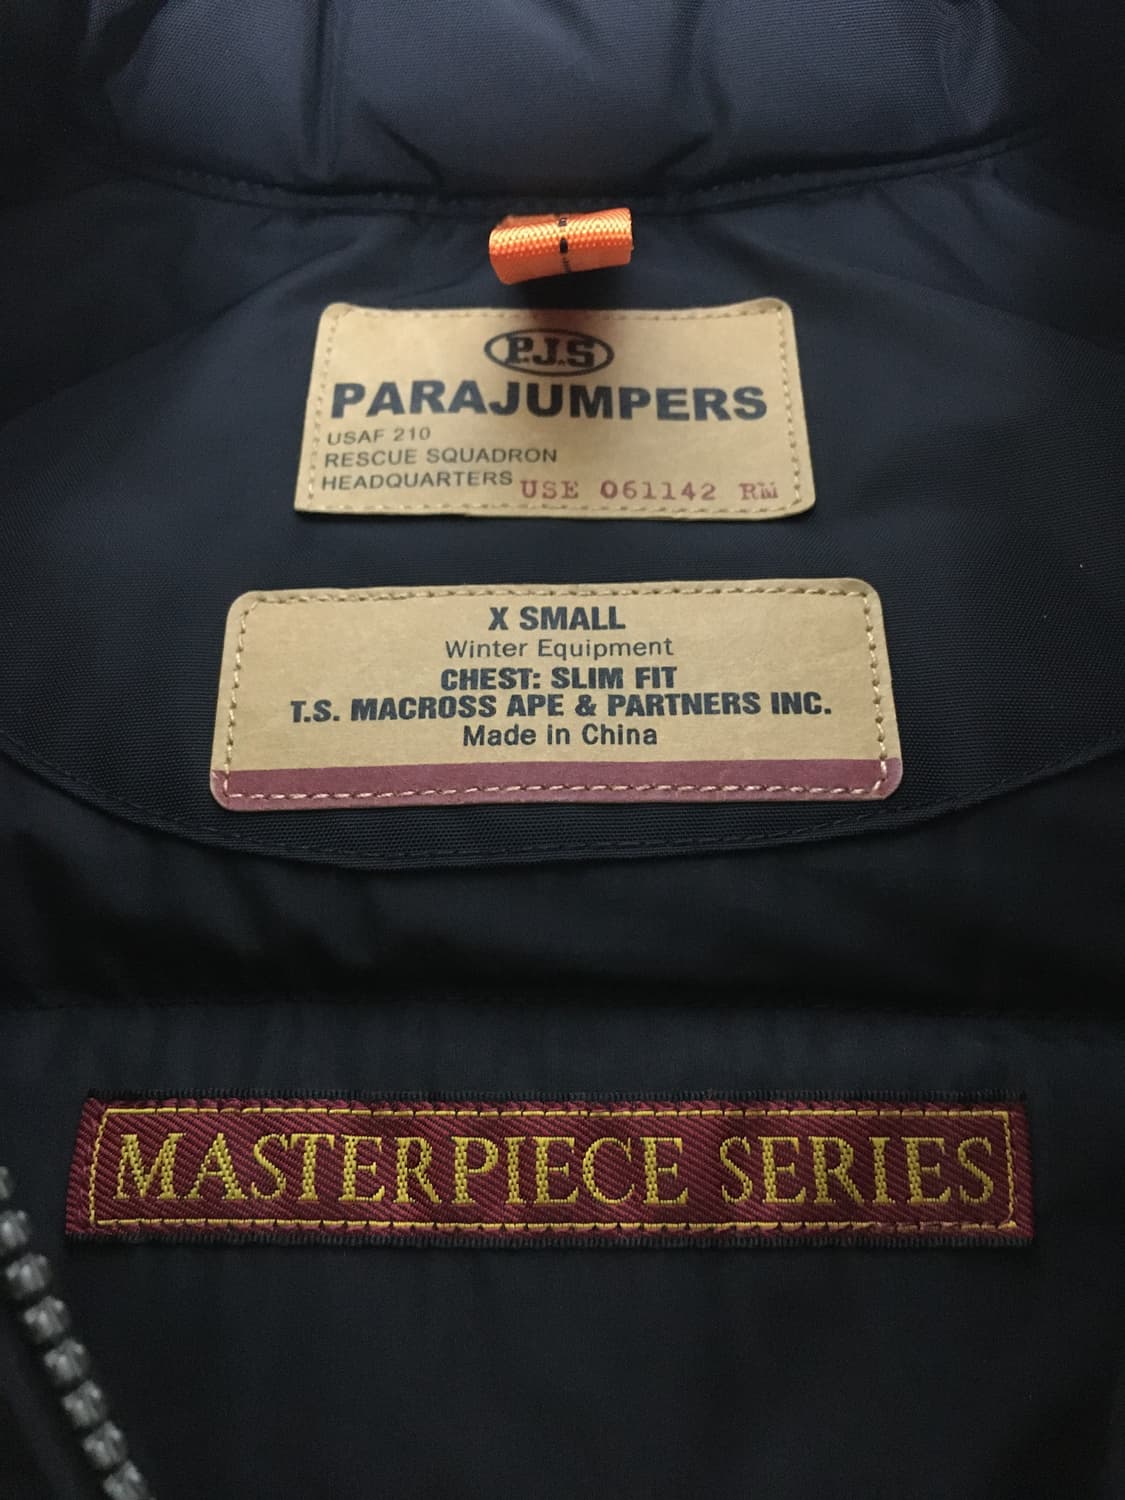 P.J.S
PARAJUMPERS
USAF 210
RESCUE SQUADRON
HEADQUARTERS USE 061142 RW
X SMALL
Winter Equipment
CHEST: SLIM FIT
T.S. MACROSS APE & PARTNERS INC.
Made in China
MASTERPIECE SERIES